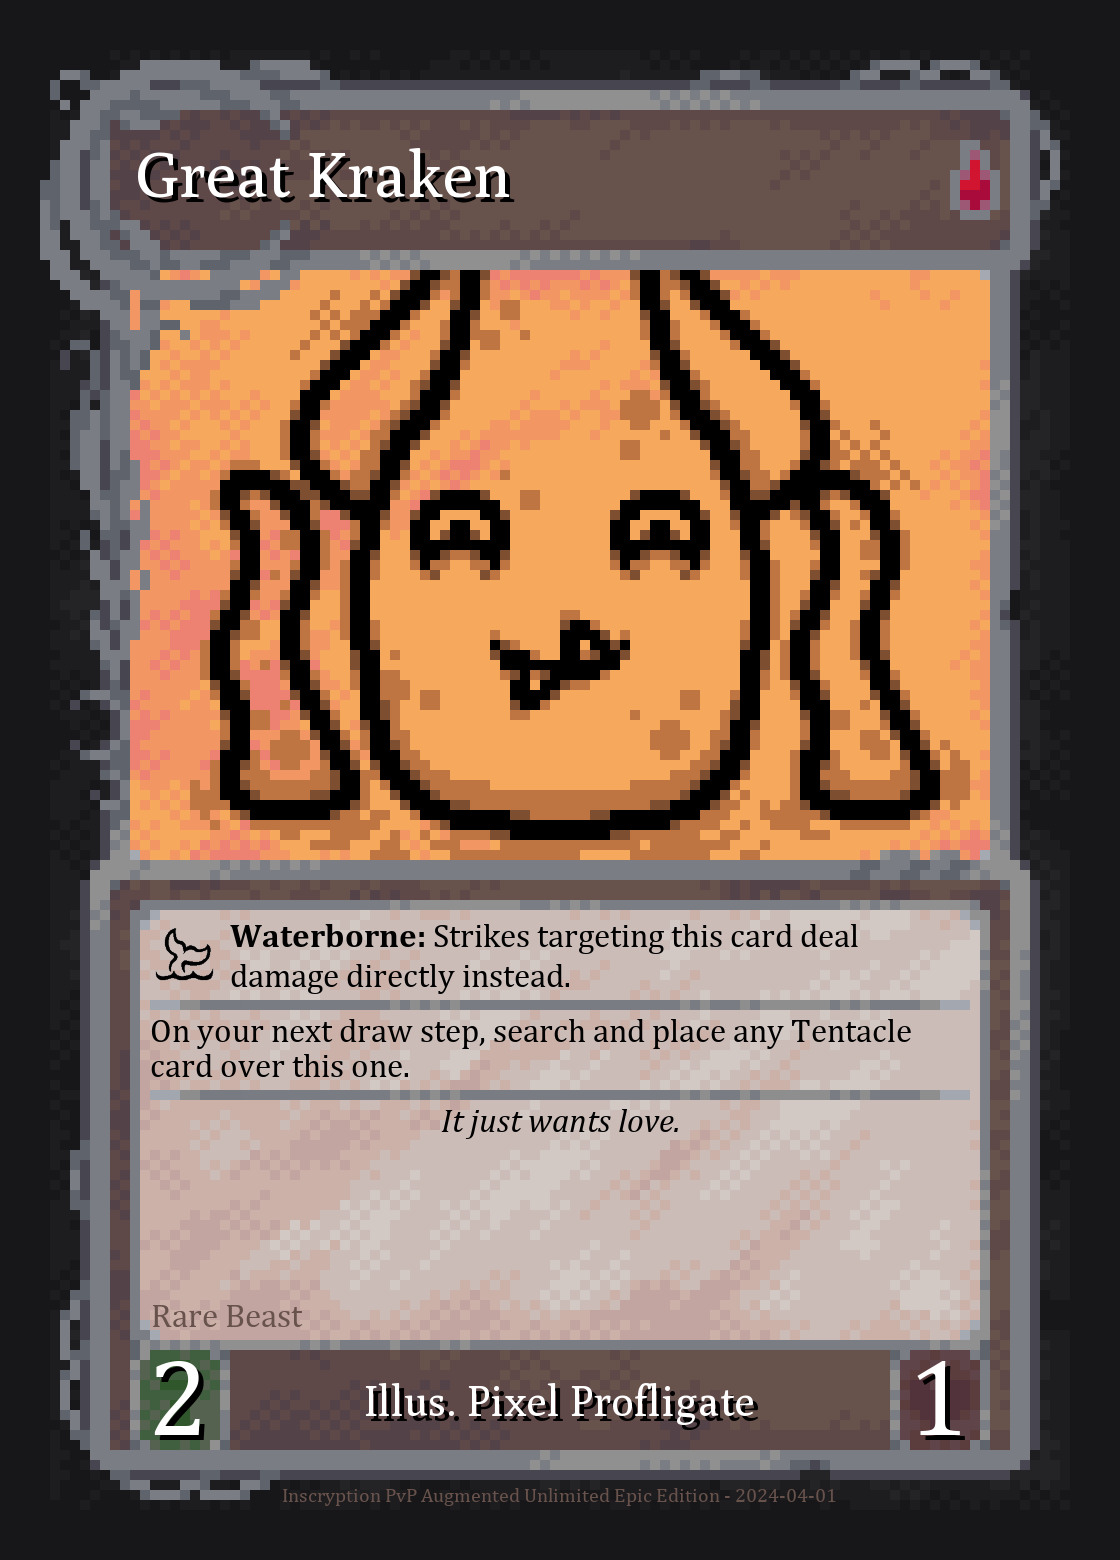 Great Kraken
Waterborne: Strikes targeting this card deal
damage directly instead.
On your next draw step, search and place any Tentacle
card over this one.
It just wants love.
Rare Beast
2
Illus. Pixel Profligate
1
Inscryption PvP Augmented Unlimited Epic Edition - 2024-04-01